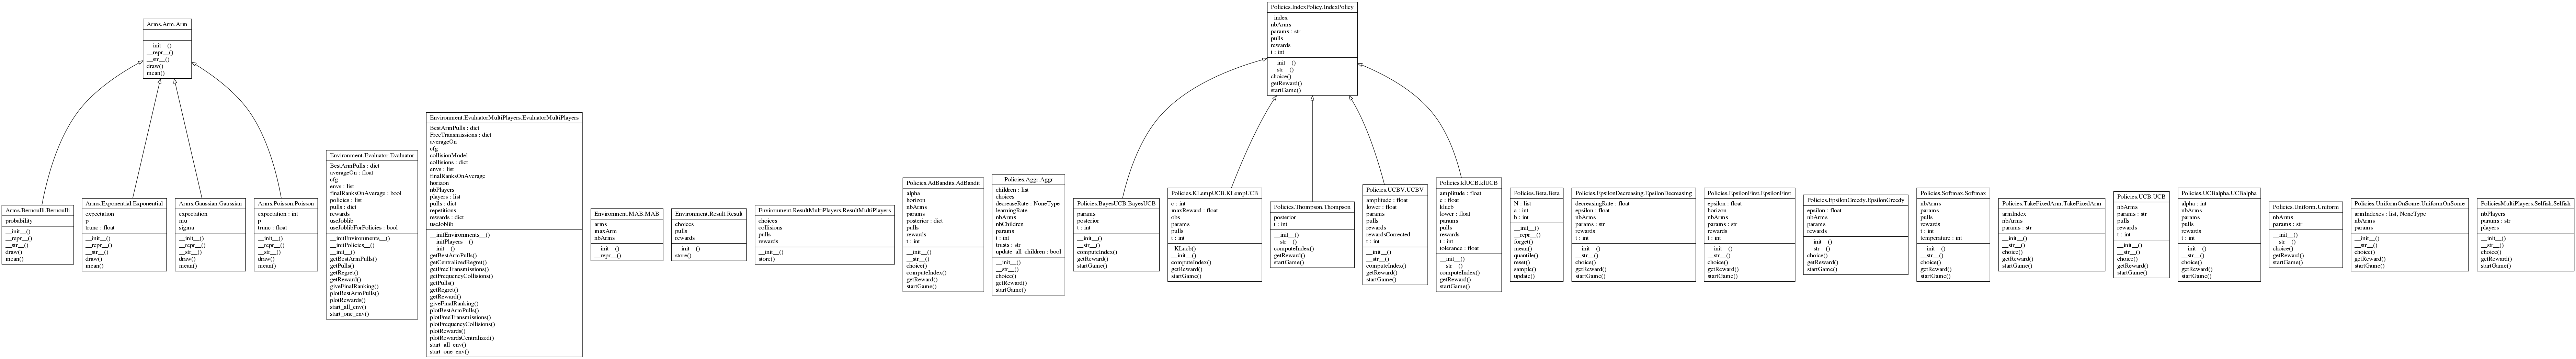 Arms.Arm.Arm
__init__()
__repr__()
__str__()
draw()
mean()
Policies.IndexPolicy.IndexPolicy
_index
nbArms
params : str
pulls
rewards
t : int
__init__()
__str__()
choice()
getReward()
startGame()
Arms.Bernoulli.Bernoulli
probability
__init__()
__repr__()
__str__()
draw()
mean()
Arms.Exponential.Exponential
expectation
p
trunc : float
__init__()
__repr__()
__str__()
draw()
mean()
Arms.Gaussian.Gaussian
expectation
mu
sigma
__init__()
__repr__()
__str__()
draw()
mean()
Arms.Poisson.Poisson
expectation : int
p
trunc : float
__init__()
__repr__()
__str__()
draw()
mean()
Environment.Evaluator.Evaluator
BestArmPulls : dict
averageOn : float
cfg
envs : list
finalRanksOnAverage : bool
policies : list
pulls : dict
rewards
useJoblib
useJoblibForPolicies : bool
__initEnvironments__()
__initPolicies__()
__init__()
getBestArmPulls()
getPulls()
getRegret()
getReward()
giveFinalRanking()
plotBestArmPulls()
plotRewards()
start_all_env()
start_one_env()
Environment.EvaluatorMultiPlayers.EvaluatorMultiPlayers
BestArmPulls : dict
FreeTransmissions : dict
averageOn
cfg
collisionModel
collisions : dict
envs : list
finalRanksOnAverage
horizon
nbPlayers
players : list
pulls : dict
repetitions
rewards : dict
useJoblib
__initEnvironments__()
__initPlayers__()
__init__()
getBestArmPulls()
getCentralizedRegret()
getFreeTransmissions()
getFrequencyCollisions()
getPulls()
getRegret()
getReward()
giveFinalRanking()
plotBestArmPulls()
plotFreeTransmissions()
plotFrequencyCollisions()
plotRewards()
plotRewardsCentralized()
start_all_env()
start_one_env()
Environment.MAB.MAB
arms
maxArm
nbArms
__init__()
__repr__()
Environment.Result.Result
choices
pulls
rewards
__init__()
store()
Environment.ResultMultiPlayers.ResultMultiPlayers
choices
collisions
pulls
rewards
__init__()
store()
Policies.AdBandits.AdBandit
alpha
horizon
nbArms
params
posterior : dict
pulls
rewards
t : int
__init__()
__str__()
choice()
computeIndex()
getReward()
startGame()
Policies.Aggr.Aggr
children : list
choices
decreaseRate : NoneType
learningRate
nbArms
nbChildren
params
t : int
trusts : str
update_all_children : bool
__init__()
__str__()
choice()
getReward()
startGame()
Policies.BayesUCB.BayesUCB
params
posterior
t : int
__init__()
__str__()
computeIndex()
getReward()
startGame()
Policies.KLempUCB.KLempUCB
c : int
maxReward : float
obs
params
pulls
t : int
_KLucb()
__init__()
computeIndex()
getReward()
startGame()
Policies.Thompson.Thompson
posterior
t : int
__init__()
__str__()
computeIndex()
getReward()
startGame()
Policies.UCBV.UCBV
amplitude : float
lower : float
params
pulls
rewards
rewardsCorrected
t : int
__init__()
__str__()
computeIndex()
getReward()
startGame()
Policies.klUCB.klUCB
amplitude : float
c : float
klucb
lower : float
params
pulls
rewards
t : int
tolerance : float
__init__()
__str__()
computeIndex()
getReward()
startGame()
Policies.Beta.Beta
N : list
a : int
b : int
__init__()
__repr__()
forget()
mean()
quantile()
reset()
sample()
update()
Policies.EpsilonDecreasing.EpsilonDecreasing
decreasingRate : float
epsilon : float
nbArms
params : str
rewards
t : int
__init__()
__str__()
choice()
getReward()
startGame()
Policies.EpsilonFirst.EpsilonFirst
epsilon : float
horizon
nbArms
params : str
rewards
t : int
__init__()
__str__()
choice()
getReward()
startGame()
Policies.EpsilonGreedy.EpsilonGreedy
epsilon : float
nbArms
params
rewards
__init__()
__str__()
choice()
getReward()
startGame()
Policies.Softmax.Softmax
nbArms
params
pulls
rewards
t : int
temperature : int
__init__()
__str__()
choice()
getReward()
startGame()
Policies.TakeFixedArm.TakeFixedArm
armIndex
nbArms
params : str
__init__()
__str__()
choice()
getReward()
startGame()
Policies.UCB.UCB
nbArms
params : str
pulls
rewards
t : int
__init__()
__str__()
choice()
getReward()
startGame()
Policies.UCBalpha.UCBalpha
alpha : int
nbArms
params
pulls
rewards
t : int
__init__()
__str__()
choice()
getReward()
startGame()
Policies.Uniform.Uniform
nbArms
params : str
__init__()
__str__()
choice()
getReward()
startGame()
Policies.UniformOnSome.UniformOnSome
armIndexes : list, NoneType
nbArms
params
__init__()
__str__()
choice()
getReward()
startGame()
PoliciesMultiPlayers.Selfish.Selfish
nbPlayers
params : str
players
__init__()
__str__()
choice()
getReward()
startGame()